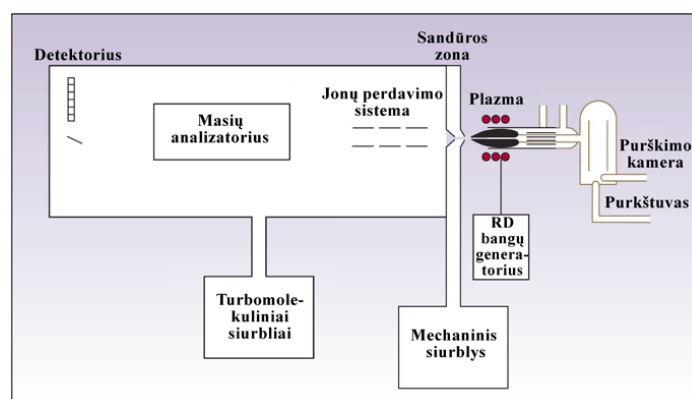 Detektorius
Sandūros
zona
Plazma
Jonų perdavimo
sistema
Masių
analizatorius
Purškimo
kamera
Purkštuvas
RD
bangų
genera-
torius
Turbomole-
kuliniai
siurbliai
Mechaninis
siurblys